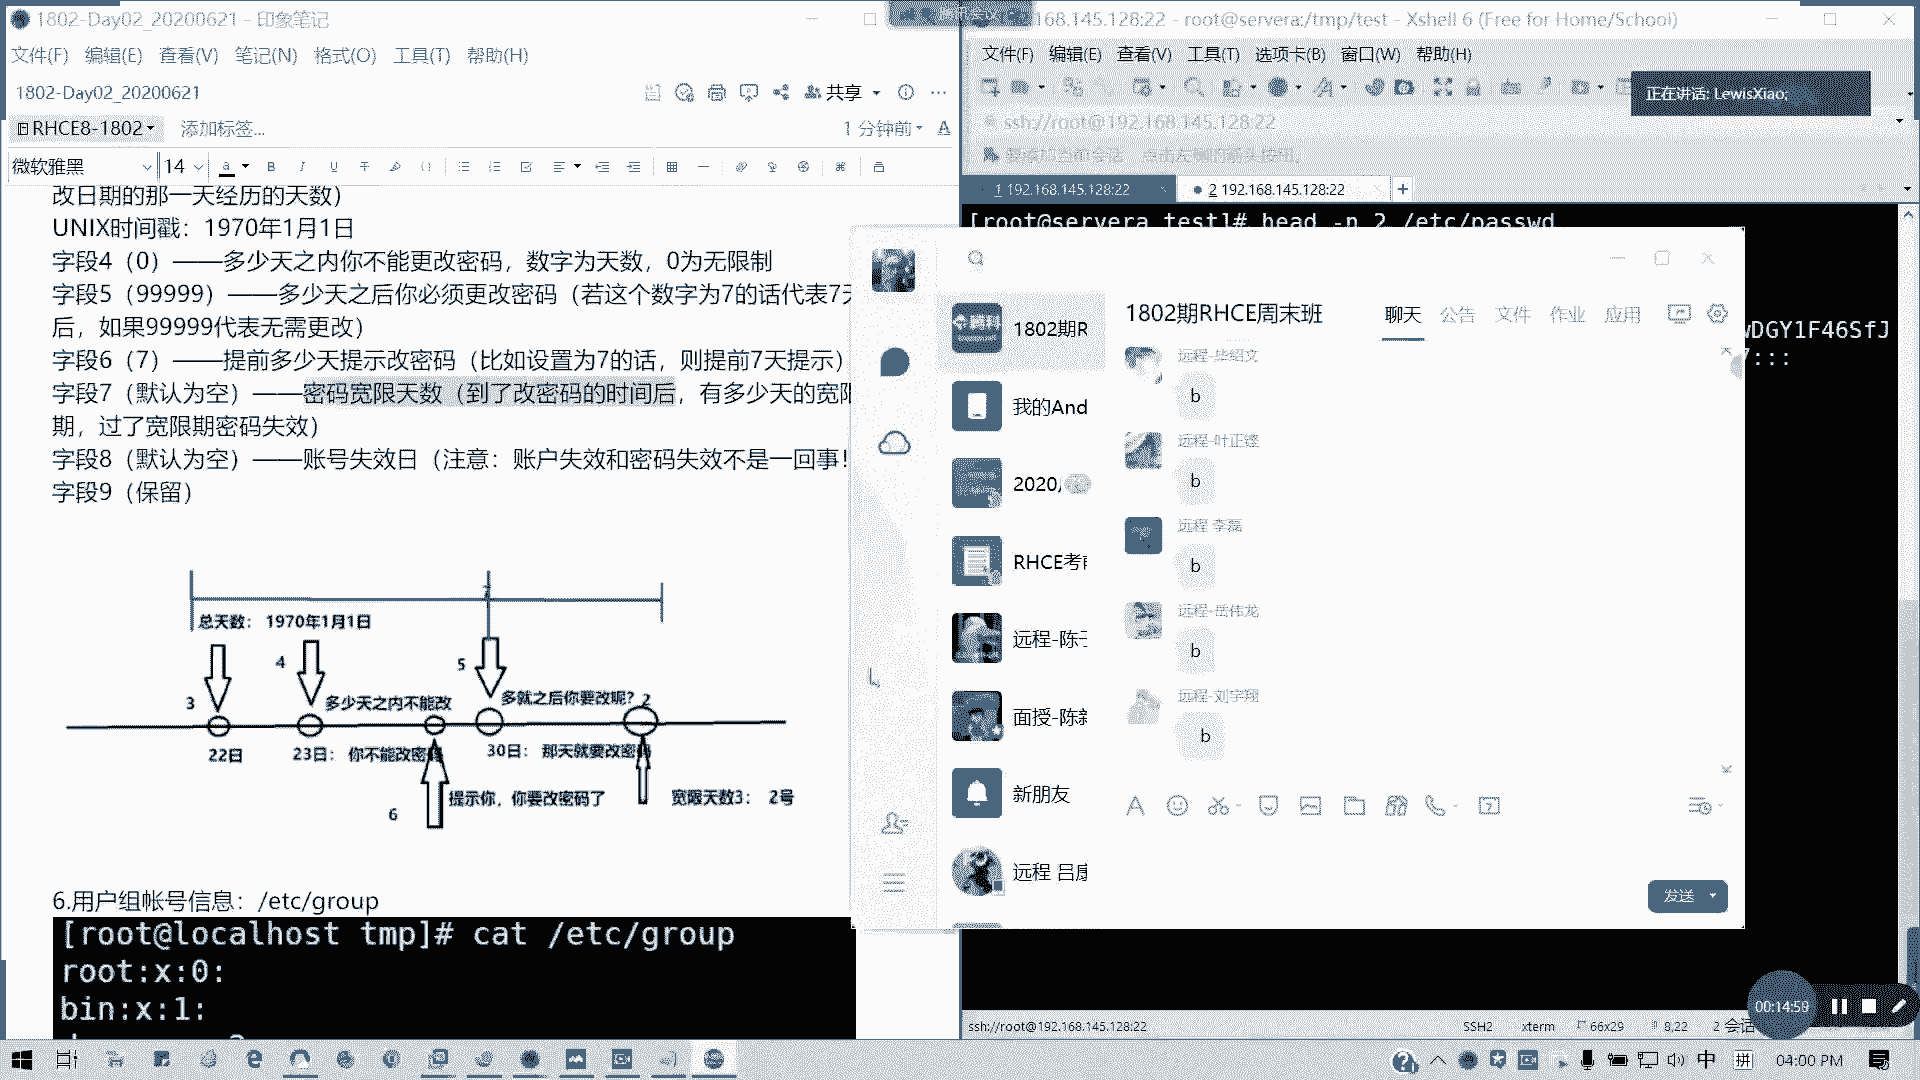 1802-Day02_20200621 - 印象笔记
文件(F) 编辑(E) 查看(V) 笔记(N) 格式(O) 工具(T) 帮助(H)
1802-Day02_20200621
共享
RHCE8-1802
添加标签...
1 分钟前
微软雅黑
14
改日期的那一天经历的天数）
UNIX时间戳：1970年1月1日
字段4（0）——多少天之内你不能更改密码，数字为天数，0为无限制
字段5（99999）——多少天之后你必须更改密码（若这个数字为7的话代表7天
后，如果99999代表无需更改）
字段6（7）——提前多少天提示改密码（比如设置为7的话，则提前7天提示）
字段7（默认为空）——密码宽限天数（到了改密码的时间后，有多少天的宽限
期，过了宽限期密码失效）
字段8（默认为空）——账号失效日（注意：账户失效和密码失效不是一回事！
字段9（保留）
总天数： 1970年1月1日
3
4
5
多少天之内不能改
多就之后你要改呢？
2
22日
23日： 你不能改密码
30日： 那天就要改密码
6
提示你，你要改密码了
宽限天数3： 2号
6.用户组帐号信息：/etc/group
[root@localhost tmp]# cat /etc/group
root:x:0:
bin:x:1:
168.145.128:22 - root@servera:/tmp/test - Xshell 6 (Free for Home/School)
文件(F) 编辑(E) 查看(V) 工具(T) 选项卡(B) 窗口(W) 帮助(H)
正在讲话: LewisXiao;
ssh://root@192.168.145.128:22
要添加当前会话，点击左侧的箭头按钮。
1 192.168.145.128:22
2 192.168.145.128:22
[root@servera test]# head -n 2 /etc/passwd
wDGY1F46SfJ
7:::
1802期R
我的And
2020
RHCE考前
远程-陈
面授-陈
新朋友
远程 吕
1802期RHCE周末班
聊天 公告 文件 作业 应用
远程-毕绍文
b
远程-叶正铿
b
远程 李磊
b
远程-岳伟龙
b
远程-刘宇翔
b
发送
00:14:59
ssh://root@192.168.145.128:22
SSH2
xterm
66x29
8,22
2 会话
中
拼
04:00 PM